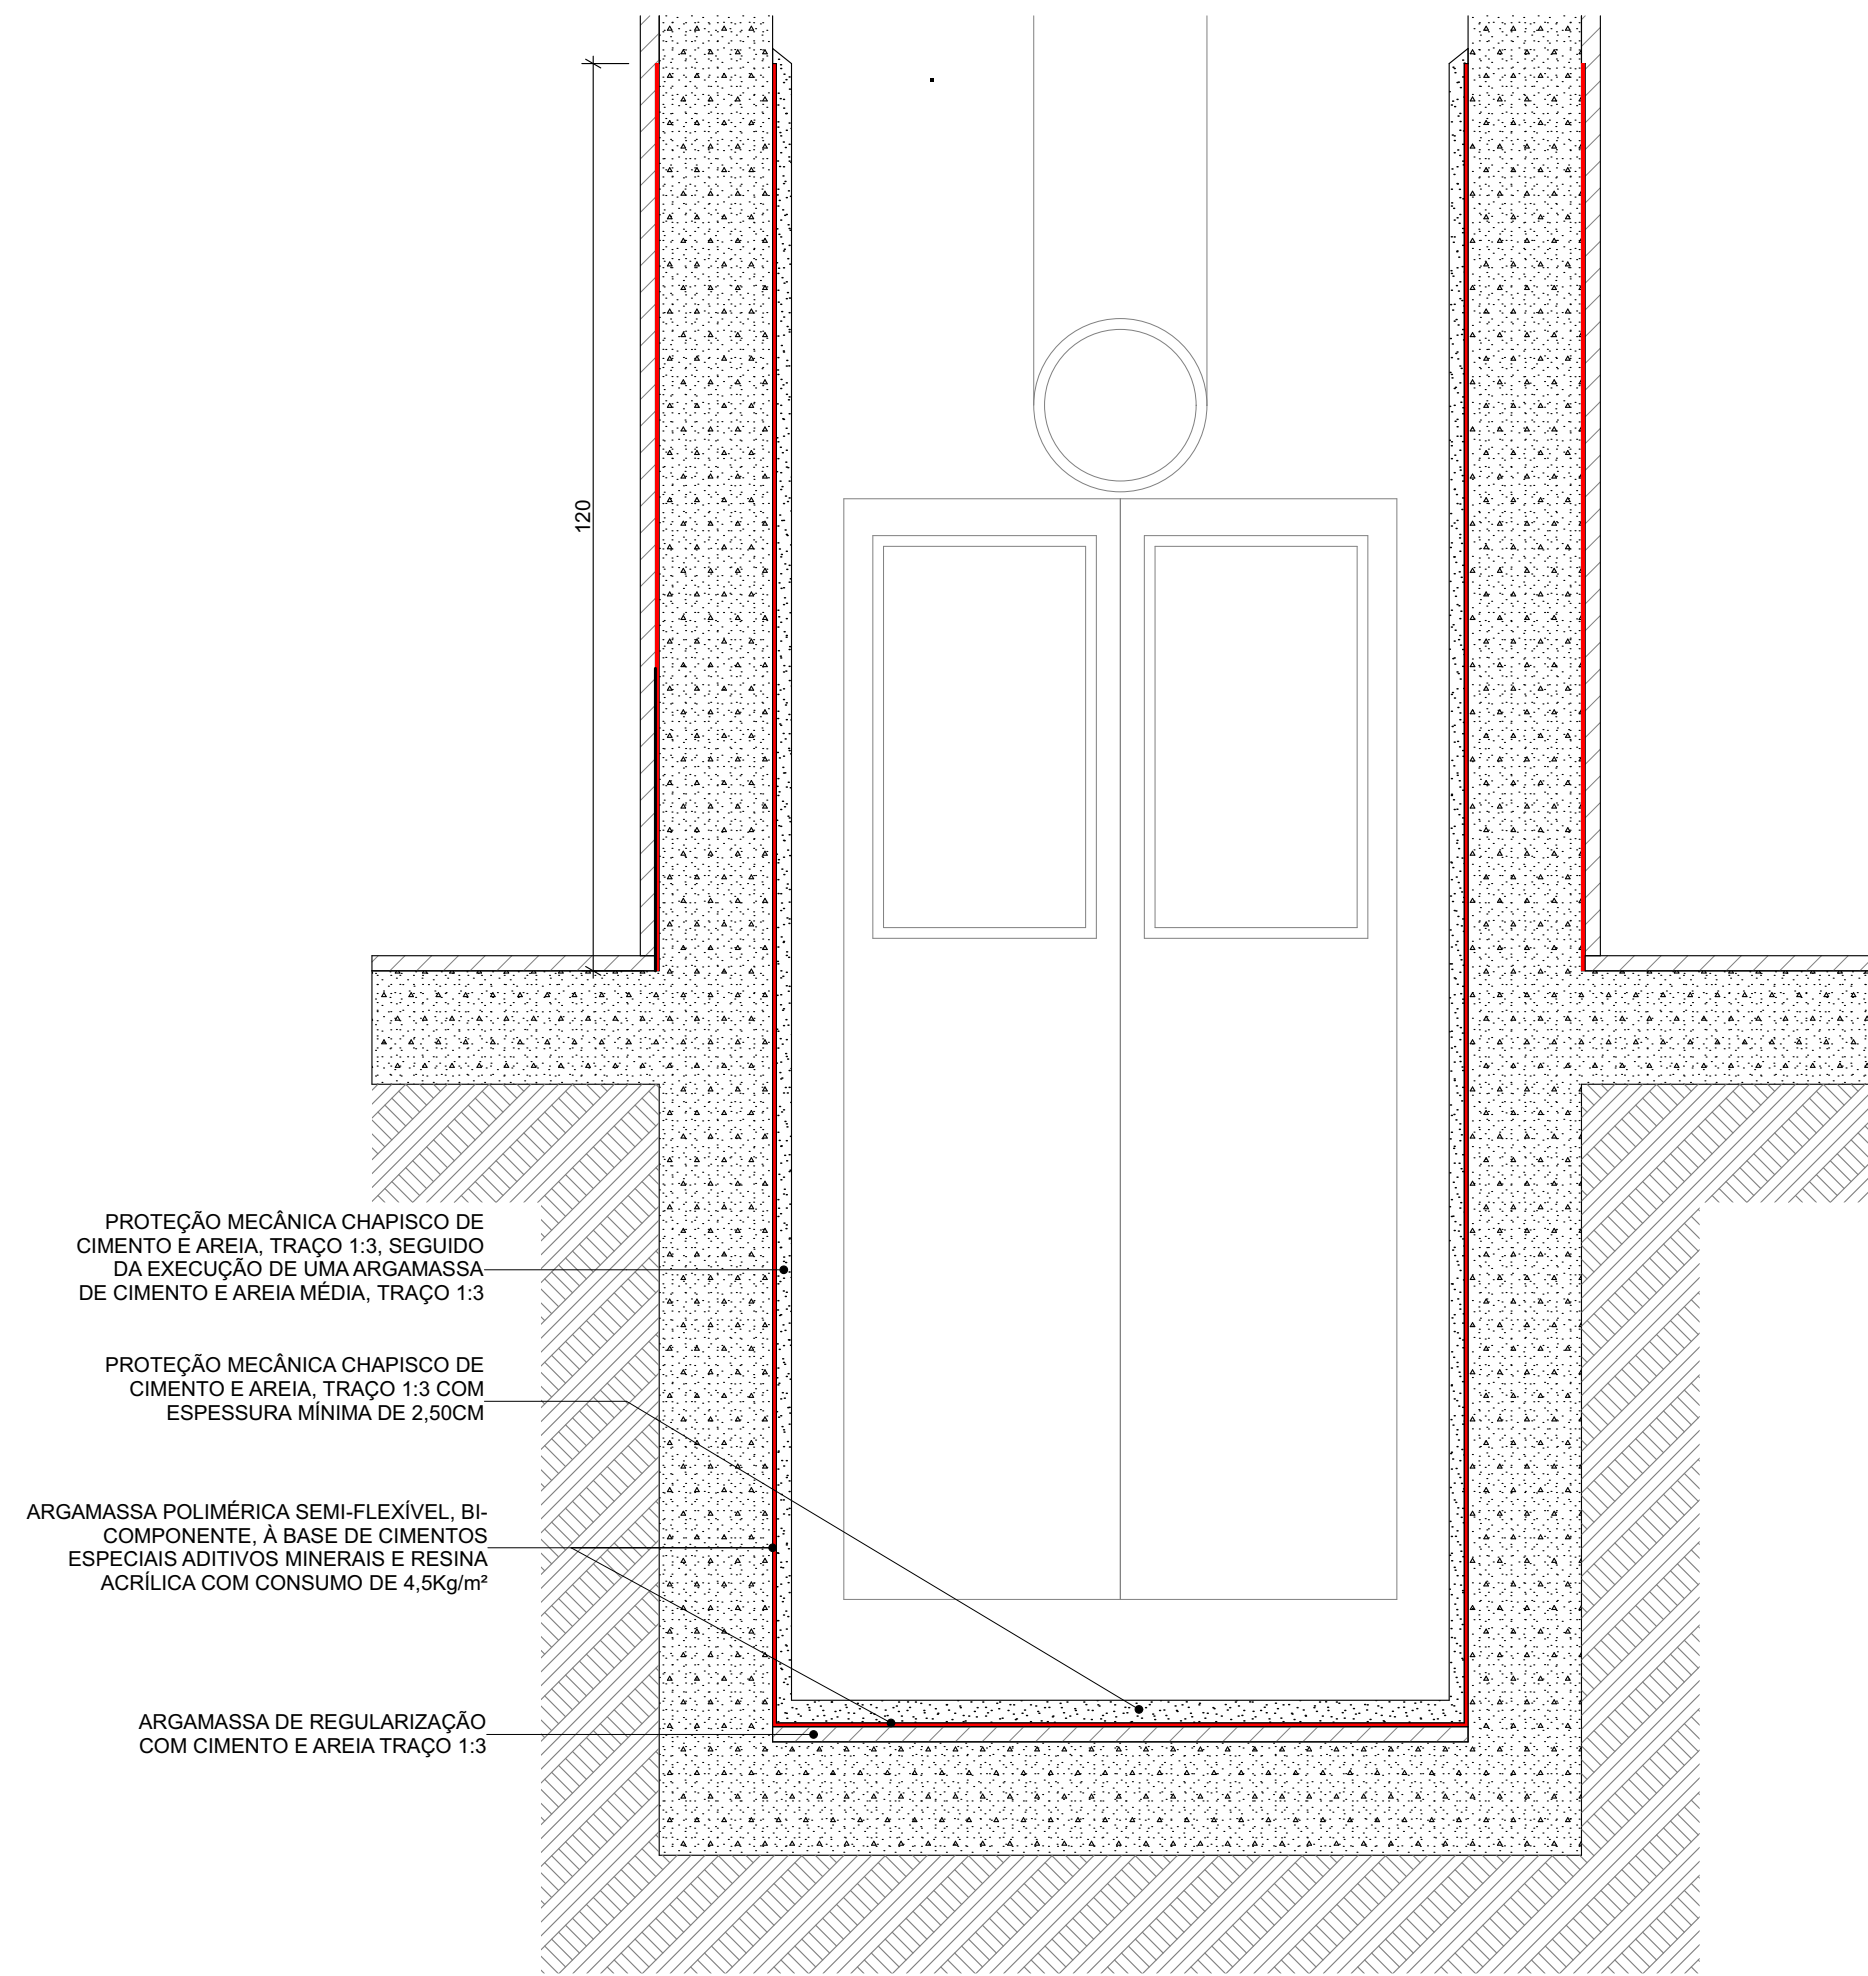 120
PROTEÇÃO MECÂNICA CHAPISCO DE
CIMENTO E AREIA, TRAÇO 1:3, SEGUIDO
DA EXECUÇÃO DE UMA ARGAMASSA
DE CIMENTO E AREIA MÉDIA, TRAÇO 1:3
PROTEÇÃO MECÂNICA CHAPISCO DE
CIMENTO E AREIA, TRAÇO 1:3 COM
ESPESSURA MÍNIMA DE 2,50CM
ARGAMASSA POLIMÉRICA SEMI-FLEXÍVEL, BI-
COMPONENTE, À BASE DE CIMENTOS
ESPECIAIS ADITIVOS MINERAIS E RESINA
ACRÍLICA COM CONSUMO DE 4,5Kg/m²
ARGAMASSA DE REGULARIZAÇÃO
COM CIMENTO E AREIA TRAÇO 1:3